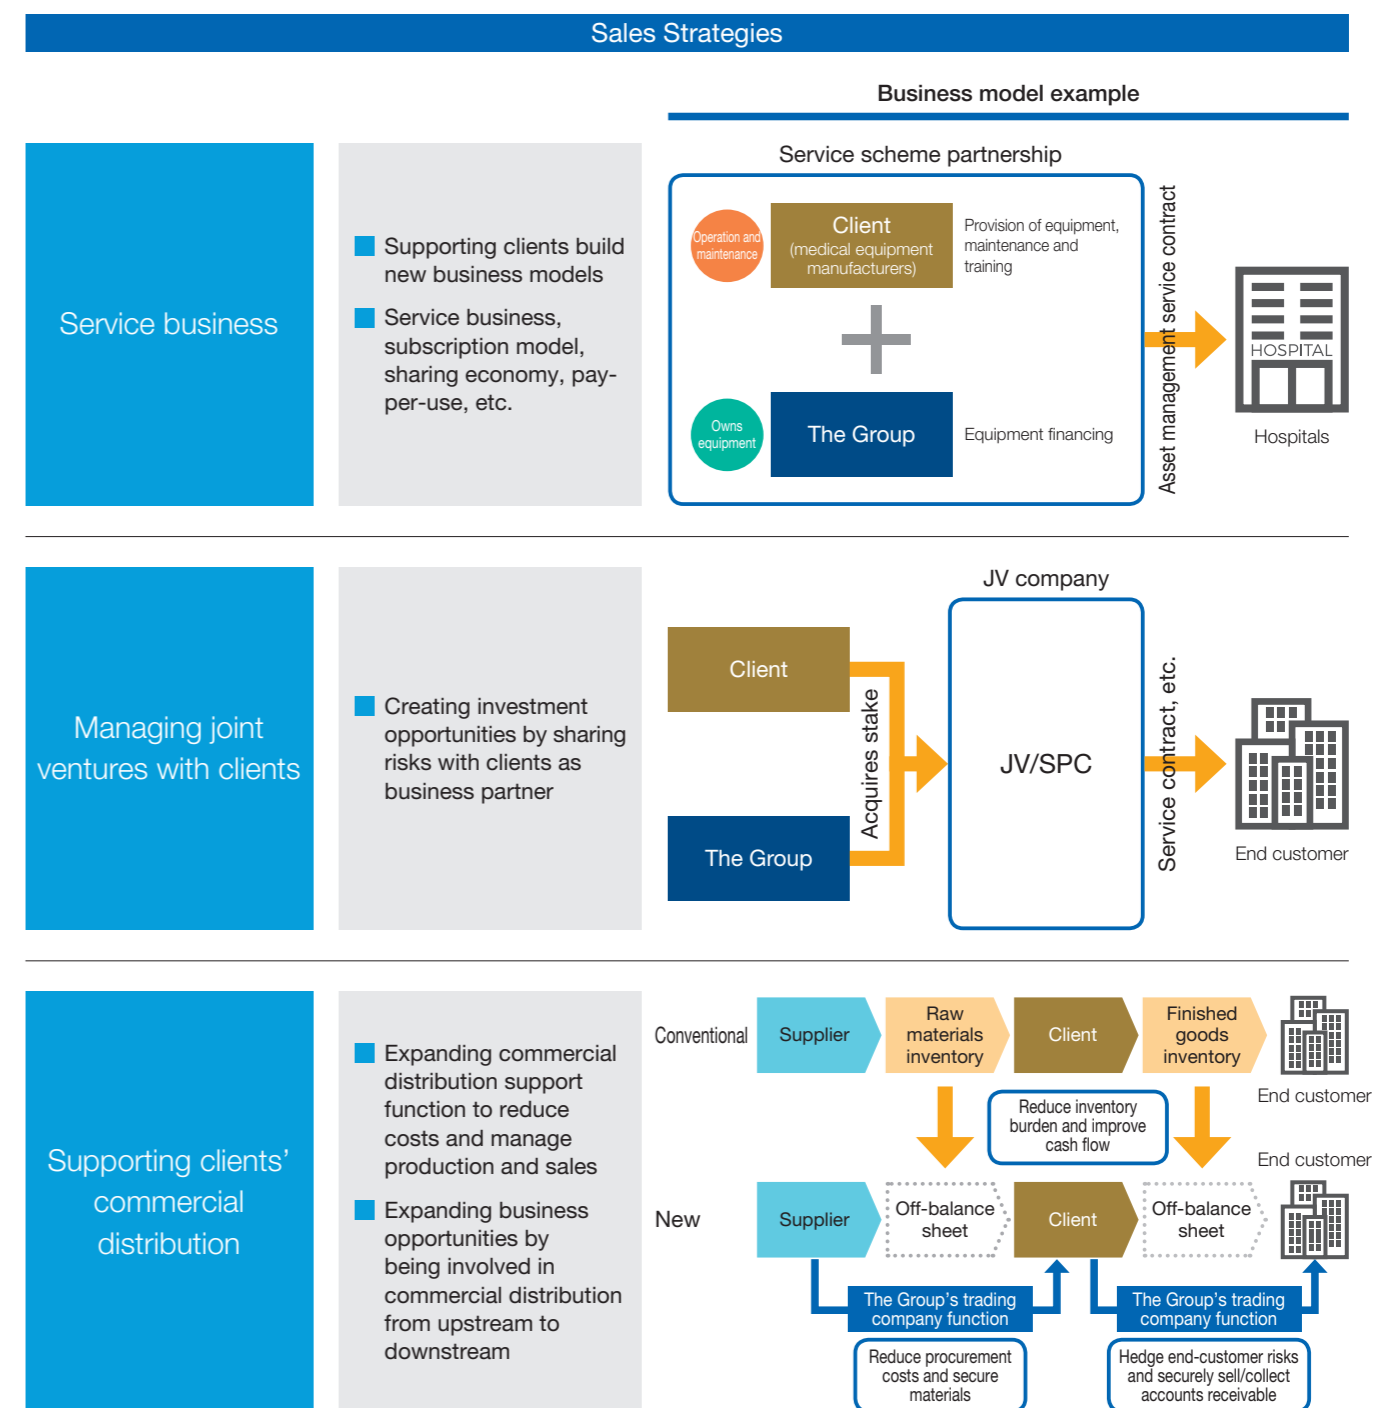 Sales Strategies
Business model example
Service business
Supporting clients build
new business models
Service business,
subscription model,
sharing economy, pay-
per-use, etc.
Service scheme partnership
Operation and
maintenance
Client
(medical equipment
manufacturers)
Provision of equipment,
maintenance and
training
Owns
equipment
The Group
Equipment financing
Asset management service contract
HOSPITAL
Hospitals
Managing joint
ventures with clients
Creating investment
opportunities by sharing
risks with clients as
business partner
Client
The Group
Acquires stake
JV company
JV/SPC
Service contract, etc.
End customer
Supporting clients’
commercial
distribution
Expanding commercial
distribution support
function to reduce
costs and manage
production and sales
Expanding business
opportunities by
being involved in
commercial distribution
from upstream to
downstream
Conventional
Supplier
Raw
materials
inventory
Client
Finished
goods
inventory
End customer
Reduce inventory
burden and improve
cash flow
End customer
New
Supplier
Off-balance
sheet
Client
Off-balance
sheet
The Group’s trading
company function
The Group’s trading
company function
Reduce procurement
costs and secure
materials
Hedge end-customer risks
and securely sell/collect
accounts receivable